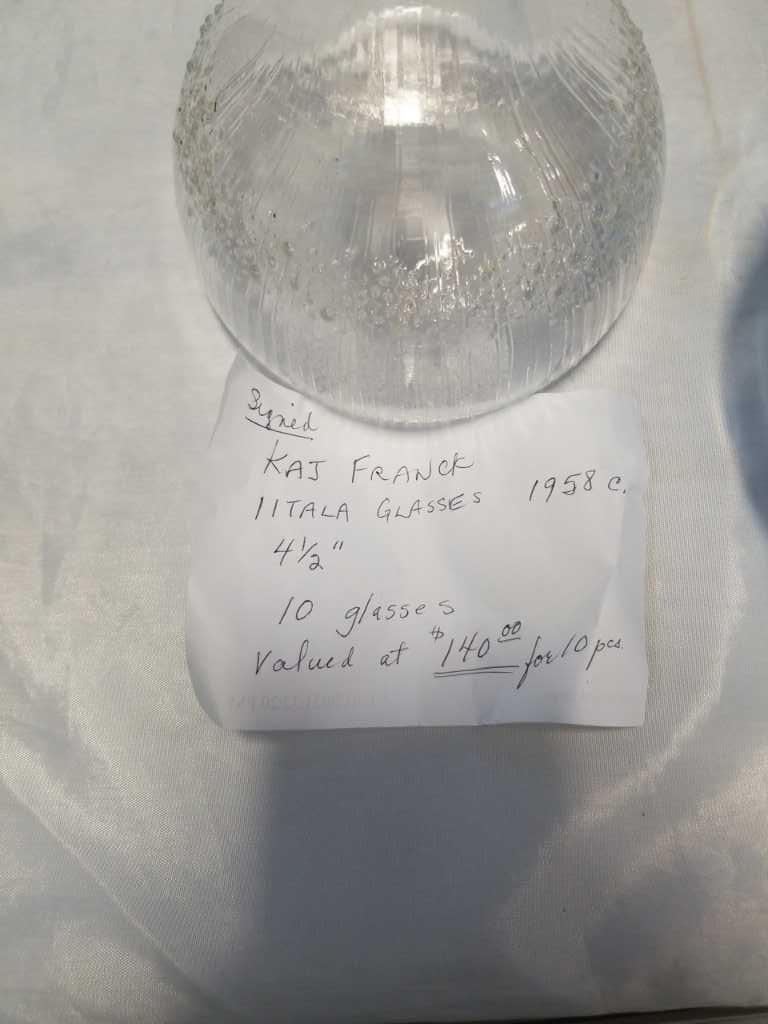 Signed
KAJ FRANCK
IITALA GLASSES 1958 c.
4½"
10 glasses
Valued at $140.00 for 10 pcs.